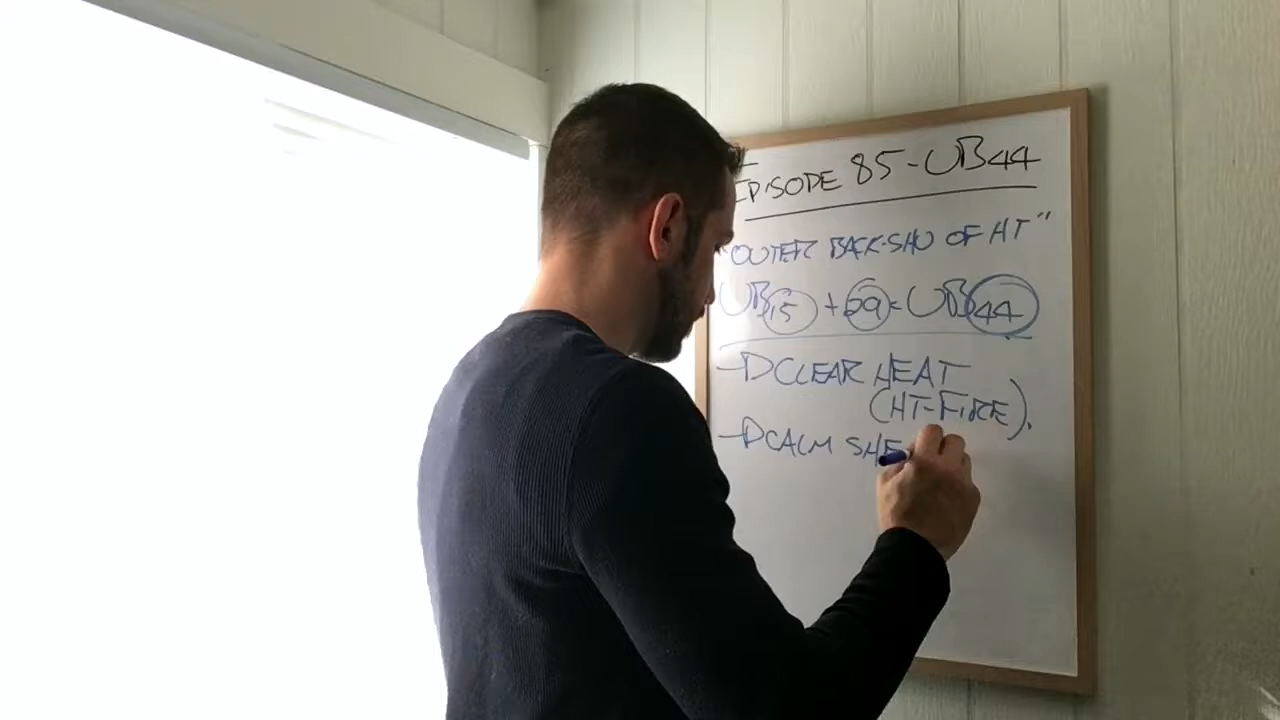 EPISODE 85-UB44
"OUTER BACK-SHU OF HT"
UB15 + 29 = UB44
→ CLEAR HEAT
(HT-FIRE).
→ CALM SHE